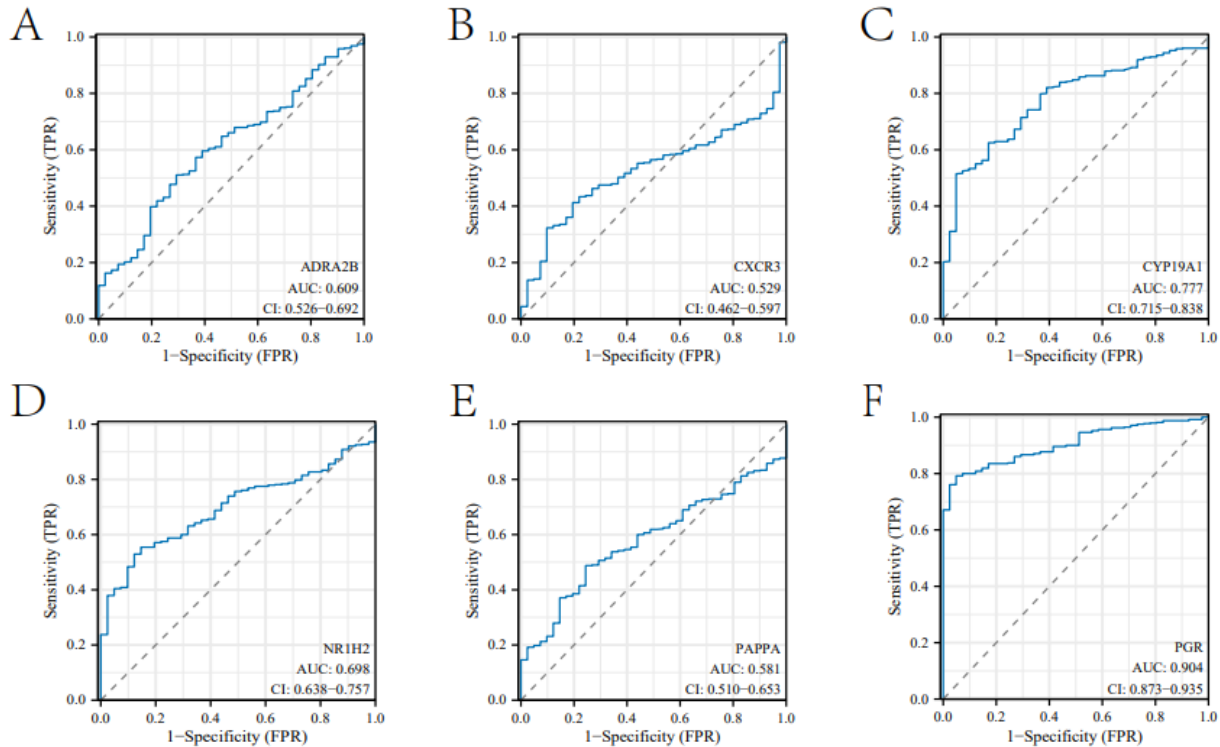 A
Sensitivity (TPR)
1.0
0.8
0.6
0.4
0.2
0.0
ADRA2B
AUC: 0.609
CI: 0.526−0.692
0.0 0.2 0.4 0.6 0.8 1.0
1−Specificity (FPR)
B
Sensitivity (TPR)
1.0
0.8
0.6
0.4
0.2
0.0
CXCR3
AUC: 0.529
CI: 0.462−0.597
0.0 0.2 0.4 0.6 0.8 1.0
1−Specificity (FPR)
C
Sensitivity (TPR)
1.0
0.8
0.6
0.4
0.2
0.0
CYP19A1
AUC: 0.777
CI: 0.715−0.838
0.0 0.2 0.4 0.6 0.8 1.0
1−Specificity (FPR)
D
Sensitivity (TPR)
1.0
0.8
0.6
0.4
0.2
0.0
NR1H2
AUC: 0.698
CI: 0.638−0.757
0.0 0.2 0.4 0.6 0.8 1.0
1−Specificity (FPR)
E
Sensitivity (TPR)
1.0
0.8
0.6
0.4
0.2
0.0
PAPPA
AUC: 0.581
CI: 0.510−0.653
0.0 0.2 0.4 0.6 0.8 1.0
1−Specificity (FPR)
F
Sensitivity (TPR)
1.0
0.8
0.6
0.4
0.2
0.0
PGR
AUC: 0.904
CI: 0.873−0.935
0.0 0.2 0.4 0.6 0.8 1.0
1−Specificity (FPR)